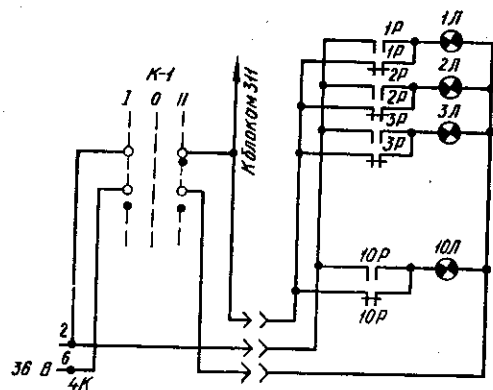 К-1
I O II
К блокам 311
1Р
1Л
1Р
2Р
2Л
2Р
3Р
3Л
3Р
10Р
10Л
10Р
2
36 В 6
4К